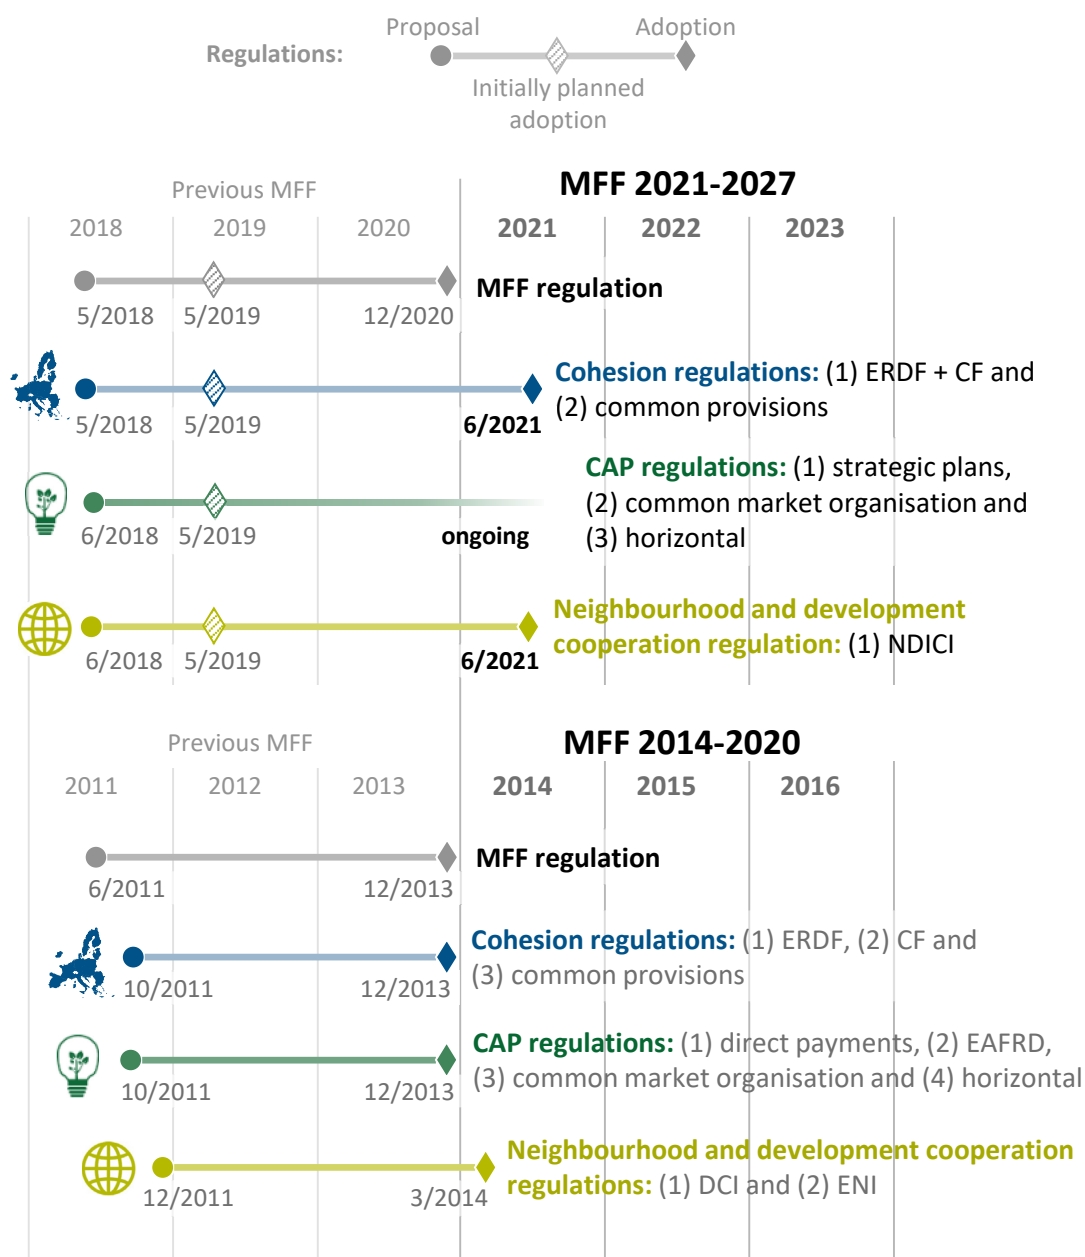 Proposal Adoption
Regulations:
Initially planned
adoption
Previous MFF
MFF 2021-2027
2018 2019 2020 2021 2022 2023
MFF regulation
5/2018 5/2019 12/2020
Cohesion regulations: (1) ERDF + CF and
(2) common provisions
5/2018 5/2019 6/2021
CAP regulations: (1) strategic plans,
(2) common market organisation and
(3) horizontal
6/2018 5/2019 ongoing
Neighbourhood and development
cooperation regulation: (1) NDICI
6/2018 5/2019 6/2021
Previous MFF
MFF 2014-2020
2011 2012 2013 2014 2015 2016
MFF regulation
6/2011 12/2013
Cohesion regulations: (1) ERDF, (2) CF and
(3) common provisions
10/2011 12/2013
CAP regulations: (1) direct payments, (2) EAFRD,
(3) common market organisation and (4) horizontal
10/2011 12/2013
Neighbourhood and development cooperation
regulations: (1) DCI and (2) ENI
12/2011 3/2014